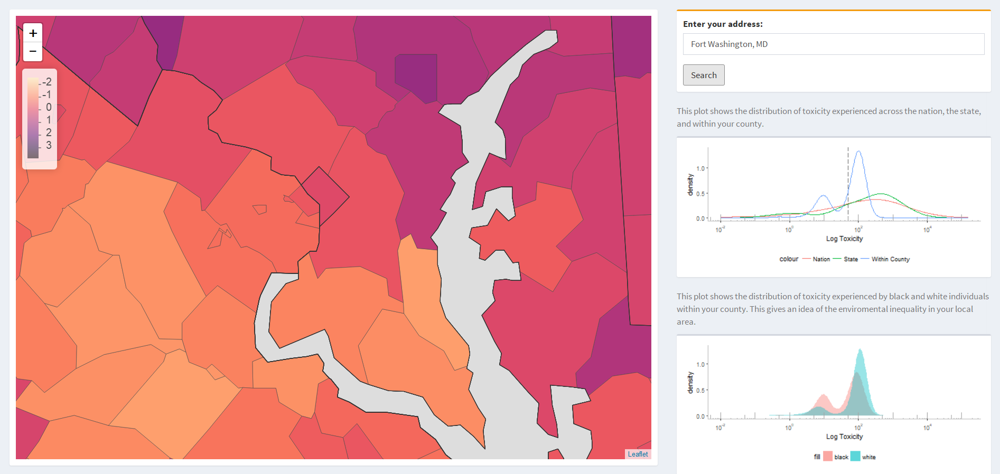 +
−
-2
-1
0
1
2
3
Leaflet
Enter your address:
Fort Washington, MD
Search
This plot shows the distribution of toxicity experienced across the nation, the state,
and within your county.
density
1.0
0.5
0.0
10^-2 10^0 10^2 10^4
Log Toxicity
colour Nation State Within County
This plot shows the distribution of toxicity experienced by black and white individuals
within your county. This gives an idea of the enviromental inequality in your local
area.
density
1.0
0.5
0.0
10^-2 10^0 10^2 10^4
Log Toxicity
fill black white